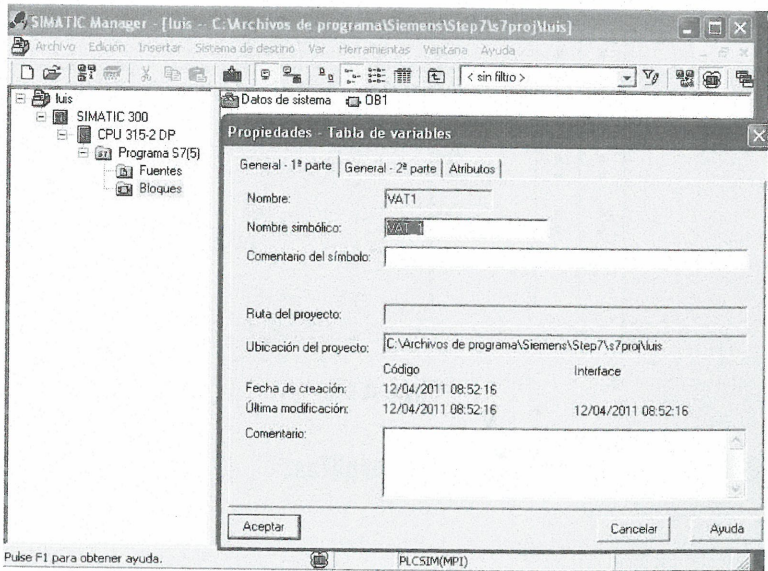 SIMATIC Manager - [luis -- C:\Archivos de programa\Siemens\Step7\s7proj\luis]
Archivo Edición Insertar Sistema de destino Ver Herramientas Ventana Ayuda
< sin filtro >
luis
SIMATIC 300
CPU 315-2 DP
Programa S7(5)
Fuentes
Bloques
Datos de sistema OB1
Propiedades - Tabla de variables
General - 1ª parte General - 2ª parte Atributos
Nombre: VAT1
Nombre simbólico: VAT_1
Comentario del símbolo:
Ruta del proyecto:
Ubicación del proyecto: C:\Archivos de programa\Siemens\Step7\s7proj\luis
Código Interface
Fecha de creación: 12/04/2011 08:52:16
Última modificación: 12/04/2011 08:52:16 12/04/2011 08:52:16
Comentario:
Aceptar Cancelar Ayuda
Pulse F1 para obtener ayuda. PLCSIM(MPI)